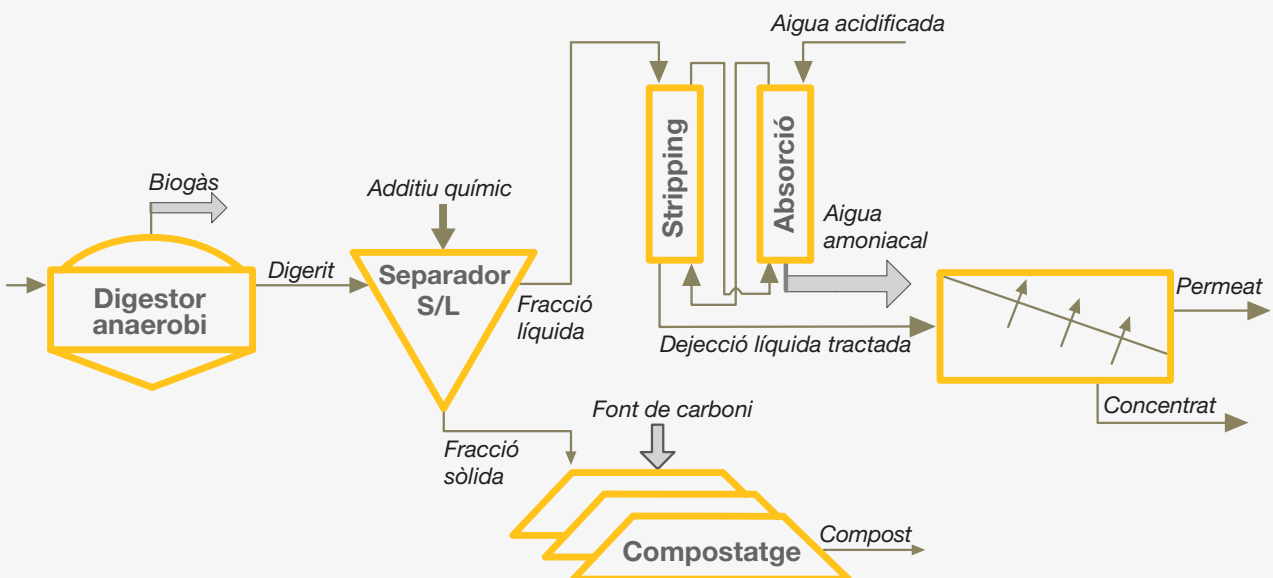 Aigua acidificada
Biogàs
Additiu químic
Stripping
Absorció
Aigua
amoniacal
Digestor
anaerobi
Digerit
Separador
S/L
Fracció
líquida
Dejecció líquida tractada
Permeat
Concentrat
Font de carboni
Fracció
sòlida
Compostatge
Compost